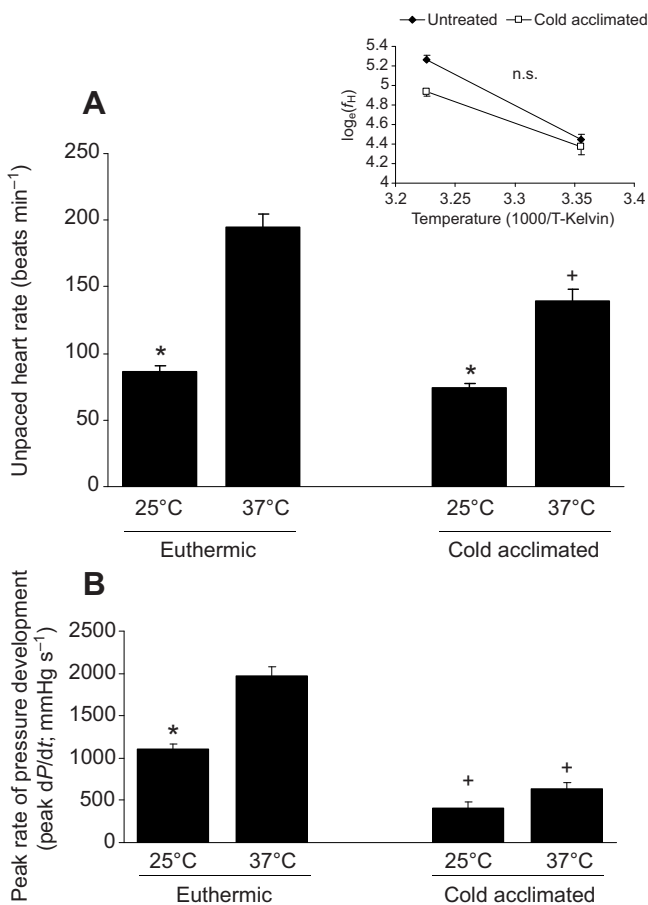 Untreated Cold acclimated
5.4
5.2
5
4.8
4.6
4.4
4.2
4
logₑ(fH)
n.s.
3.2 3.25 3.3 3.35 3.4
Temperature (1000/T-Kelvin)
A
Unpaced heart rate (beats min⁻¹)
250
200
150
100
50
0
*
*
+
25°C 37°C 25°C 37°C
Euthermic Cold acclimated
B
Peak rate of pressure development
(peak dP/dt; mmHg s⁻¹)
2500
2000
1500
1000
500
0
*
+
+
25°C 37°C 25°C 37°C
Euthermic Cold acclimated